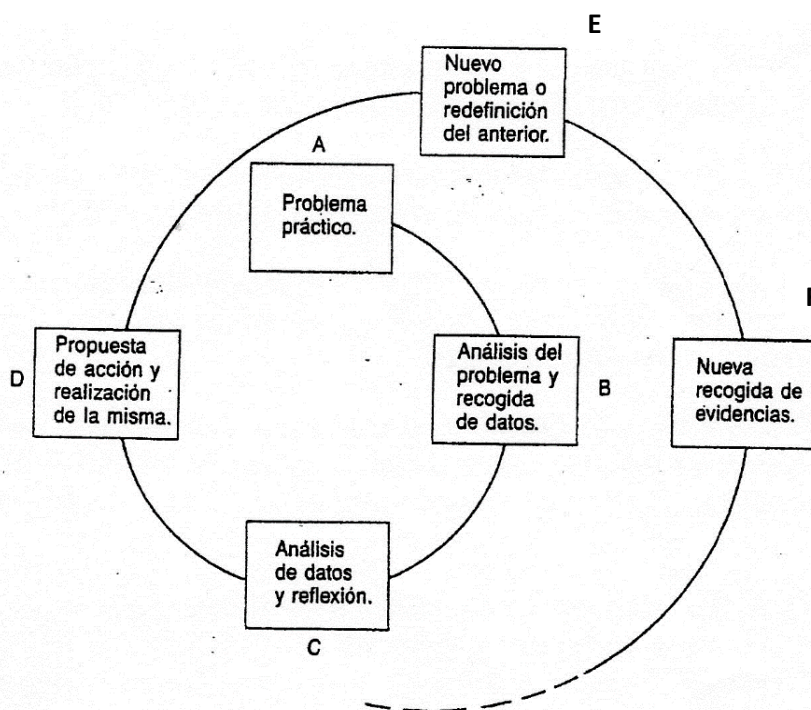 E
Nuevo
problema o
redefinición
del anterior.
A
Problema
práctico.
D
Propuesta
de acción y
realización
de la misma.
Análisis del
problema y
recogida
de datos.
B
Nueva
recogida de
evidencias.
Análisis
de datos
y reflexión.
C